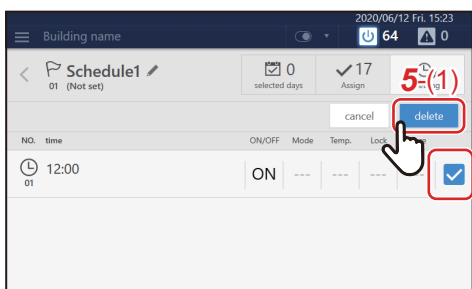 2020/06/12 Fri. 15:23
Building name
64
0
Schedule1
01 (Not set)
0
selected days
17
Assign
5-(1)
cancel
delete
NO. time ON/OFF Mode Temp. Lock
12:00
01
ON --- --- --- ---